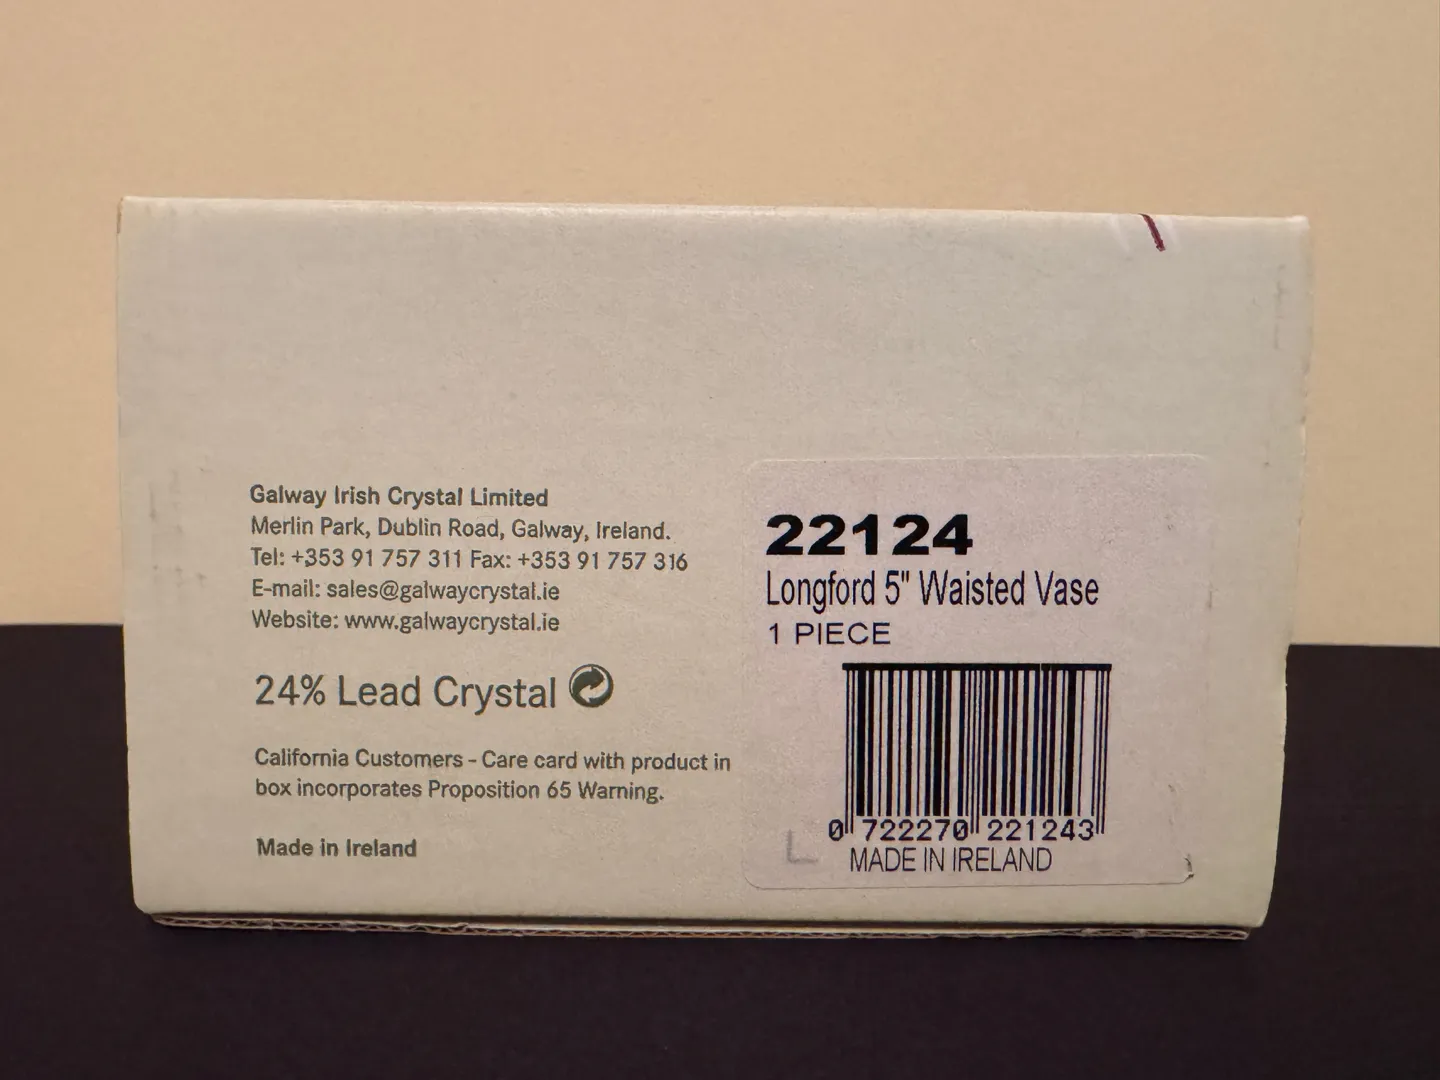 Galway Irish Crystal Limited
Merlin Park, Dublin Road, Galway, Ireland.
Tel: +353 91 757 311 Fax: +353 91 757 316
E-mail: sales@galwaycrystal.ie
Website: www.galwaycrystal.ie
24% Lead Crystal
California Customers - Care card with product in
box incorporates Proposition 65 Warning.
Made in Ireland
22124
Longford 5" Waisted Vase
1 PIECE
0 722270 221243
MADE IN IRELAND